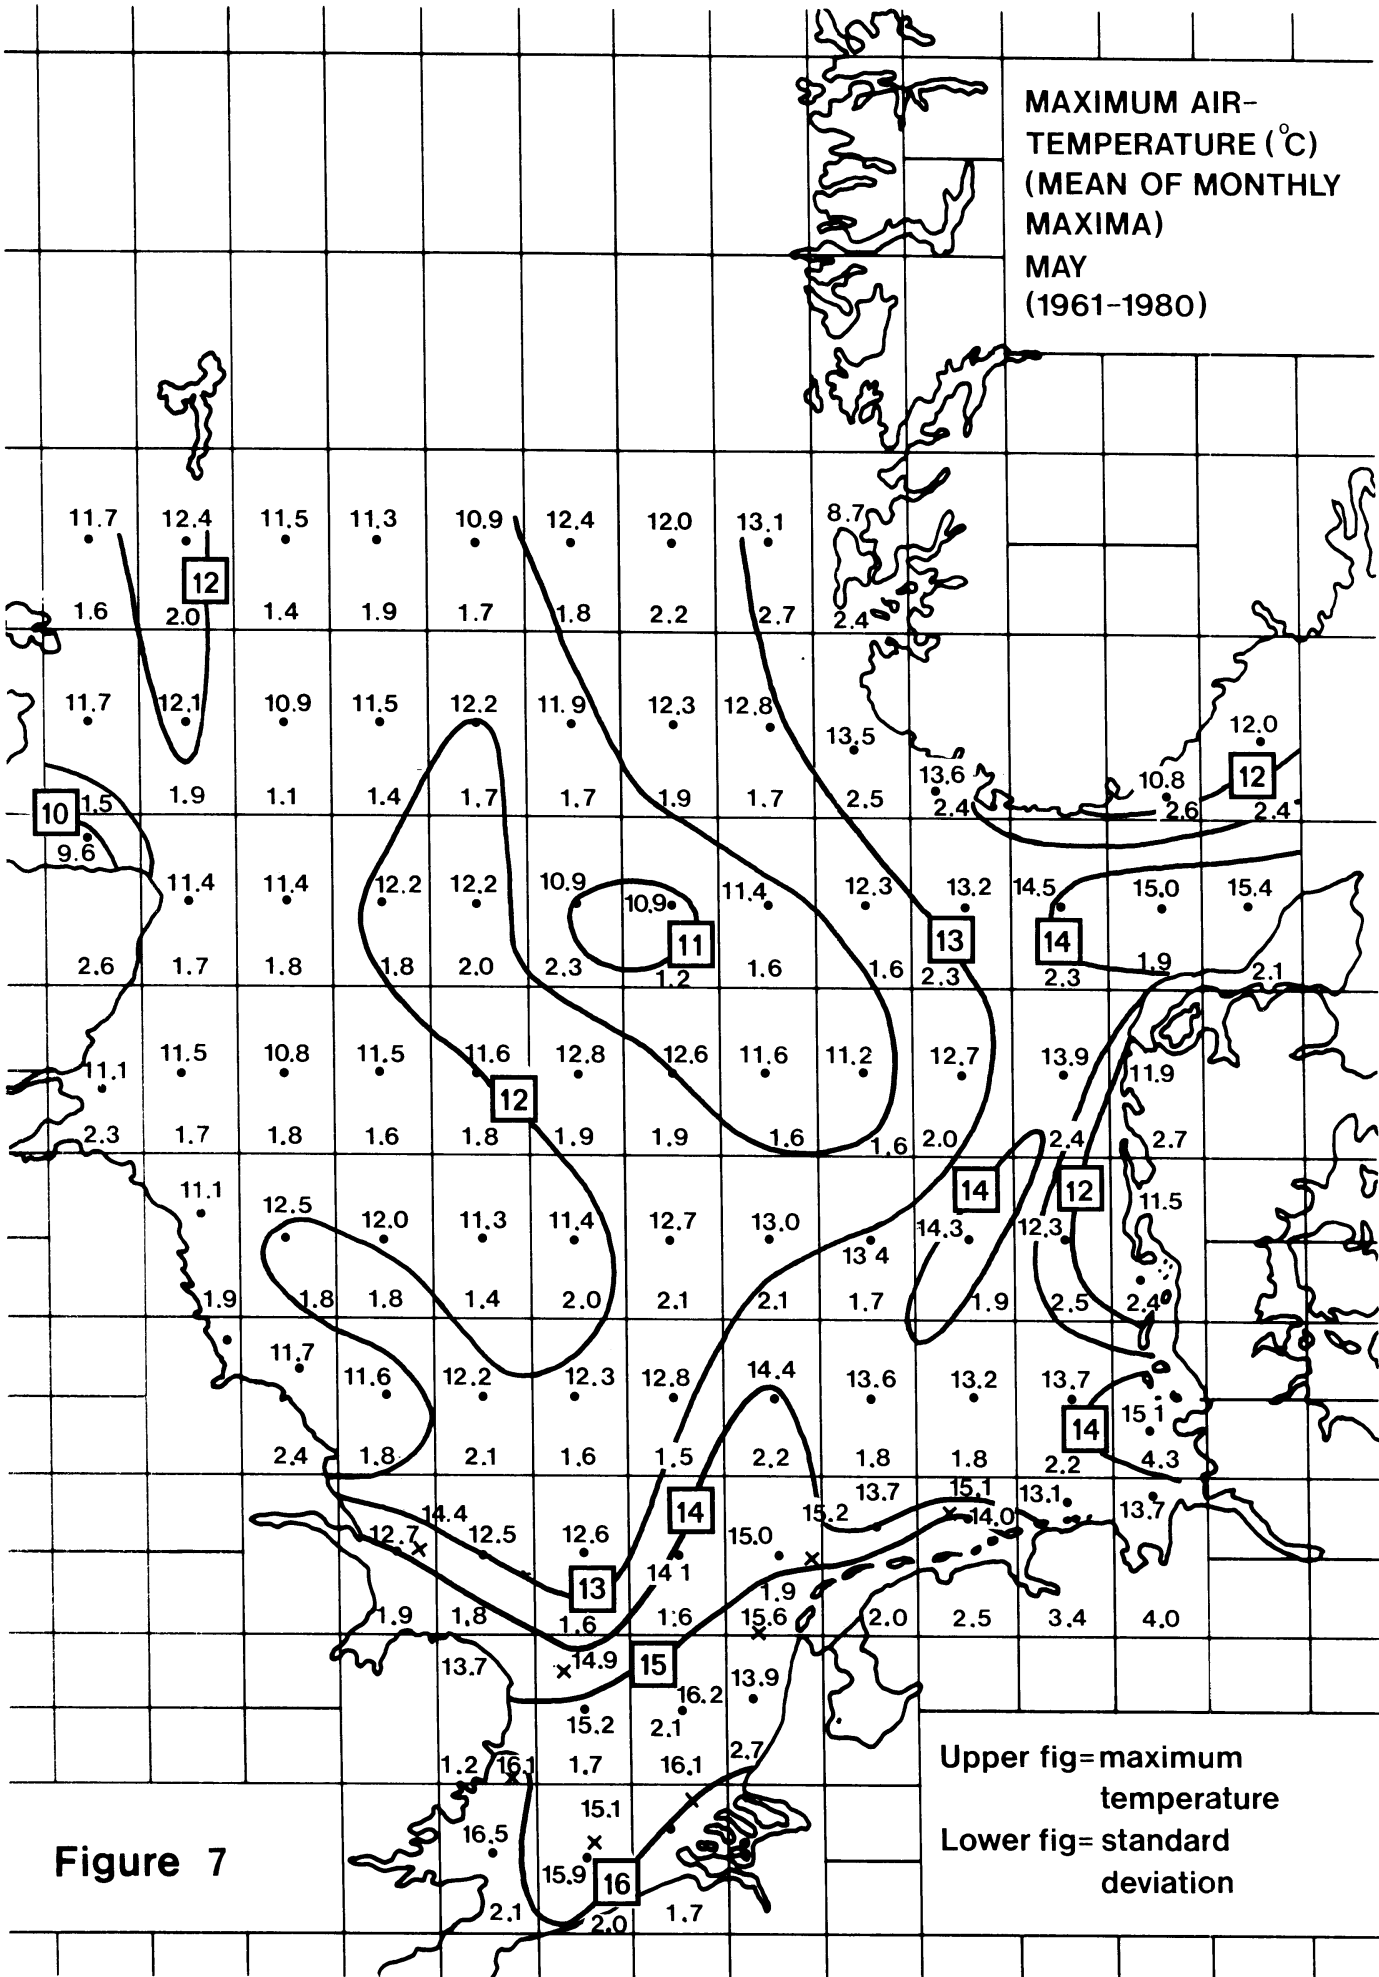 MAXIMUM AIR-
TEMPERATURE (°C)
(MEAN OF MONTHLY
MAXIMA)
MAY
(1961-1980)
11.7 12.4 11.5 11.3 10.9 12.4 12.0 13.1 8.7
12
1.6 2.0 1.4 1.9 1.7 1.8 2.2 2.7 2.4
11.7 12.1 10.9 11.5 12.2 11.9 12.3 12.8 13.5 12.0
13.6 10.8 12
10 1.5 1.9 1.1 1.4 1.7 1.7 1.9 1.7 2.5 2.4 2.6 2.4
9.6
11.4 11.4 12.2 12.2 10.9 10.9 11.4 12.3 13.2 14.5 15.0 15.4
11 13 14
2.6 1.7 1.8 1.8 2.0 2.3 1.2 1.6 1.6 2.3 2.3 1.9 2.1
11.1 11.5 10.8 11.5 11.6 12.8 12.6 11.6 11.2 12.7 13.9 11.9
12
2.3 1.7 1.8 1.6 1.8 1.9 1.9 1.6 1.6 2.0 2.4 2.7
14 12
11.1 12.5 12.0 11.3 11.4 12.7 13.0 13 4 14.3 12.3 11.5
1.9 1.8 1.8 1.4 2.0 2.1 2.1 1.7 1.9 2.5 2.4
11.7 11.6 12.2 12.3 12.8 14.4 13.6 13.2 13.7 15 1
14
2.4 1.8 2.1 1.6 1.5 2.2 1.8 1.8 2.2 4.3
14.4 14 15.2 13.7 15.1 14.0 13.1 13.7
12.7 12.5 12.6 14 1 15.0
13
1.9 1.8 1.6 1.6 1.9 2.0 2.5 3.4 4.0
15.6
13.7 14.9 15 13.9
15.2 16.2
2.1
1.2 16.1 1.7 16.1 2.7
15.1
16.5 15.9 16
2.1 2.0 1.7
Upper fig=maximum
temperature
Lower fig=standard
deviation
Figure 7